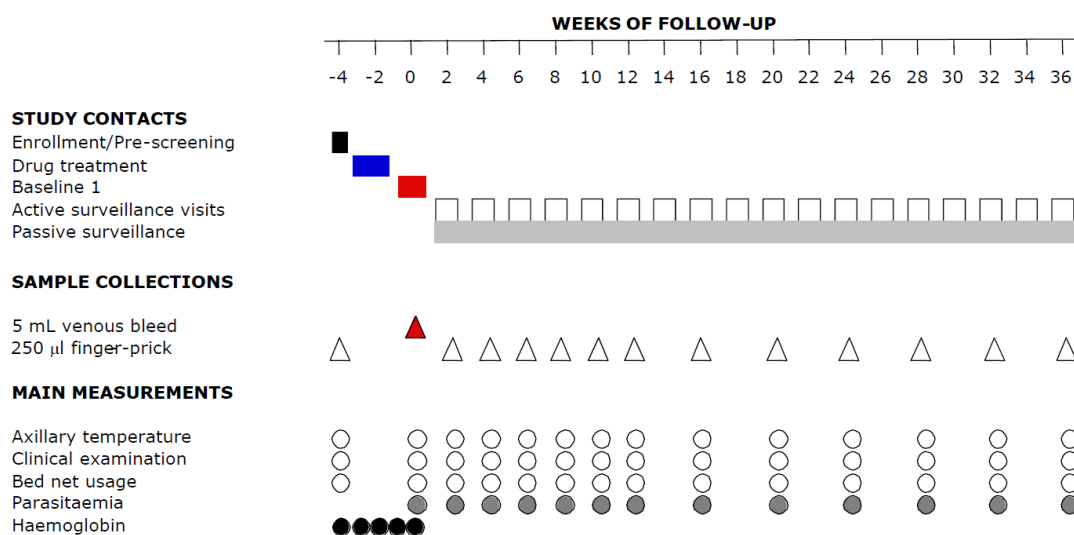 WEEKS OF FOLLOW-UP
-4 -2 0 2 4 6 8 10 12 14 16 18 20 22 24 26 28 30 32 34 36
STUDY CONTACTS
Enrollment/Pre-screening
Drug treatment
Baseline 1
Active surveillance visits
Passive surveillance
SAMPLE COLLECTIONS
5 mL venous bleed
250 μl finger-prick
MAIN MEASUREMENTS
Axillary temperature
Clinical examination
Bed net usage
Parasitaemia
Haemoglobin